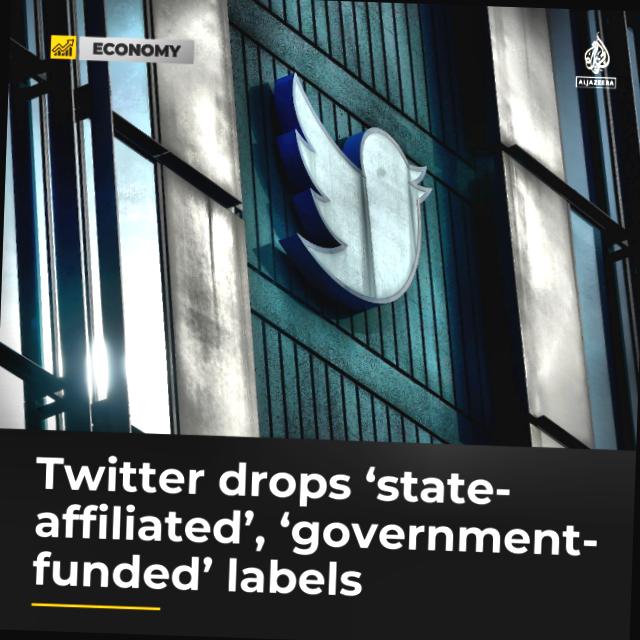 ECONOMY
ALJAZEERA
Twitter drops ‘state-
affiliated’, ‘government-
funded’ labels